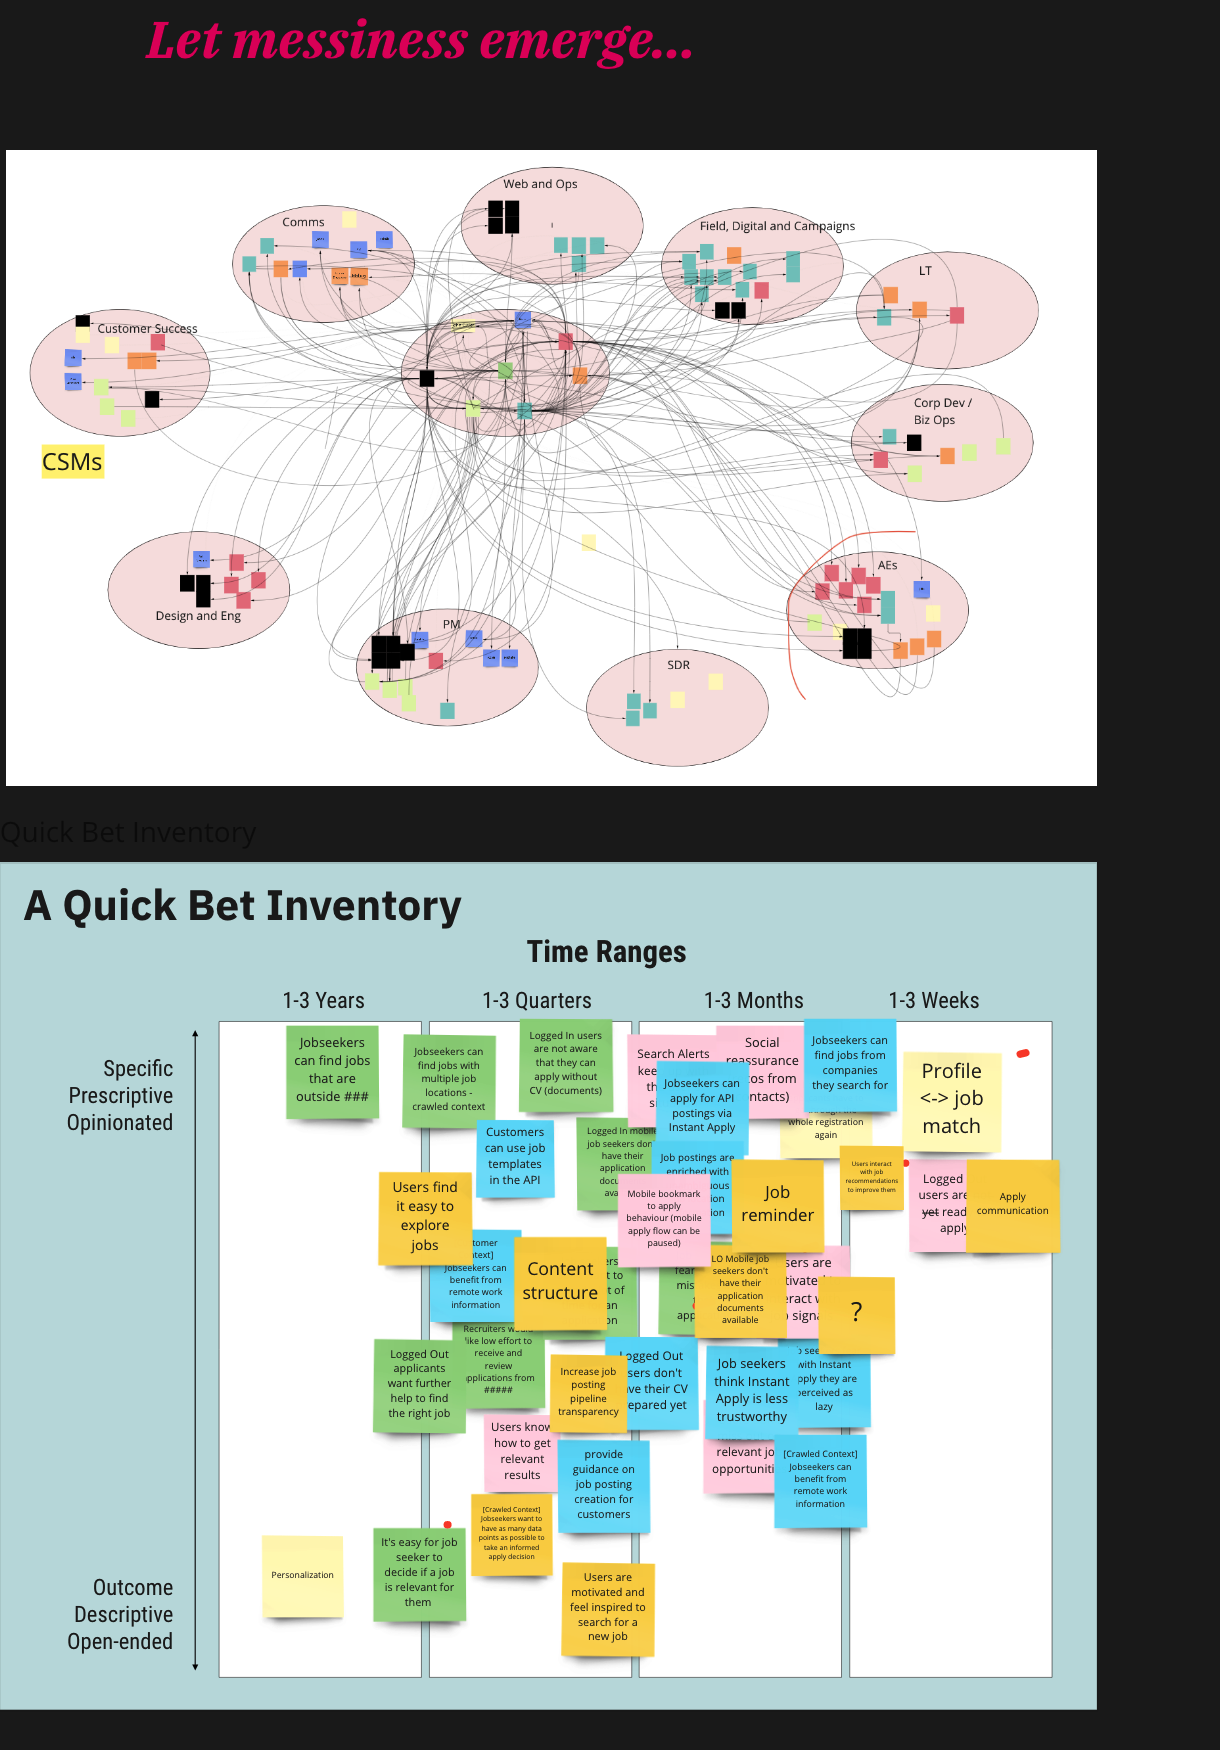 Let messiness emerge...
Web and Ops
Comms
Field, Digital and Campaigns
LT
Customer Success
Corp Dev /
Biz Ops
CSMs
AEs
Design and Eng
PM
SDR
Quick Bet Inventory
A Quick Bet Inventory
Time Ranges
1-3 Years
1-3 Quarters
1-3 Months
1-3 Weeks
Specific
Prescriptive
Opinionated
Outcome
Descriptive
Open-ended
Jobseekers
can find jobs
that are
outside ###
Jobseekers can
find jobs with
multiple job
locations -
crawled context
Logged In users
are not aware
that they can
apply without
CV (documents)
Search Alerts
Social
reassurance
from
Jobseekers can
apply for API
postings via
Instant Apply
Jobseekers can
find jobs from
companies
they search for
Profile
<-> job
match
whole registration
again
Customers
can use job
templates
in the API
Logged In mobile
job seekers
have their
application
Job postings are
enriched with
Users interact
with job
recommendations
to improve them
Logged
users are
yet
apply
Apply
communication
Users find
it easy to
explore
jobs
Mobile bookmark
to apply
behaviour (mobile
apply flow can be
paused)
Job
reminder
Jobseekers can
benefit from
remote work
information
Content
structure
LO Mobile job
seekers don't
have their
application
documents
available
?
Logged Out
applicants
want further
help to find
the right job
Recruiters
like low effort to
receive and
review
applications from
#####
Increase job
posting
pipeline
transparency
Logged Out
users don't
have their CV
prepared yet
Job seekers
think Instant
Apply is less
trustworthy
with Instant
they are
perceived as
lazy
Users know
how to get
relevant
results
provide
guidance on
job posting
creation for
customers
relevant
[Crawled Context]
Jobseekers can
benefit from
remote work
information
[Crawled Context]
Jobseekers want to
have as many data
points as possible to
take an informed
apply decision
Personalization
It's easy for job
seeker to
decide if a job
is relevant for
them
Users are
motivated and
feel inspired to
search for a
new job